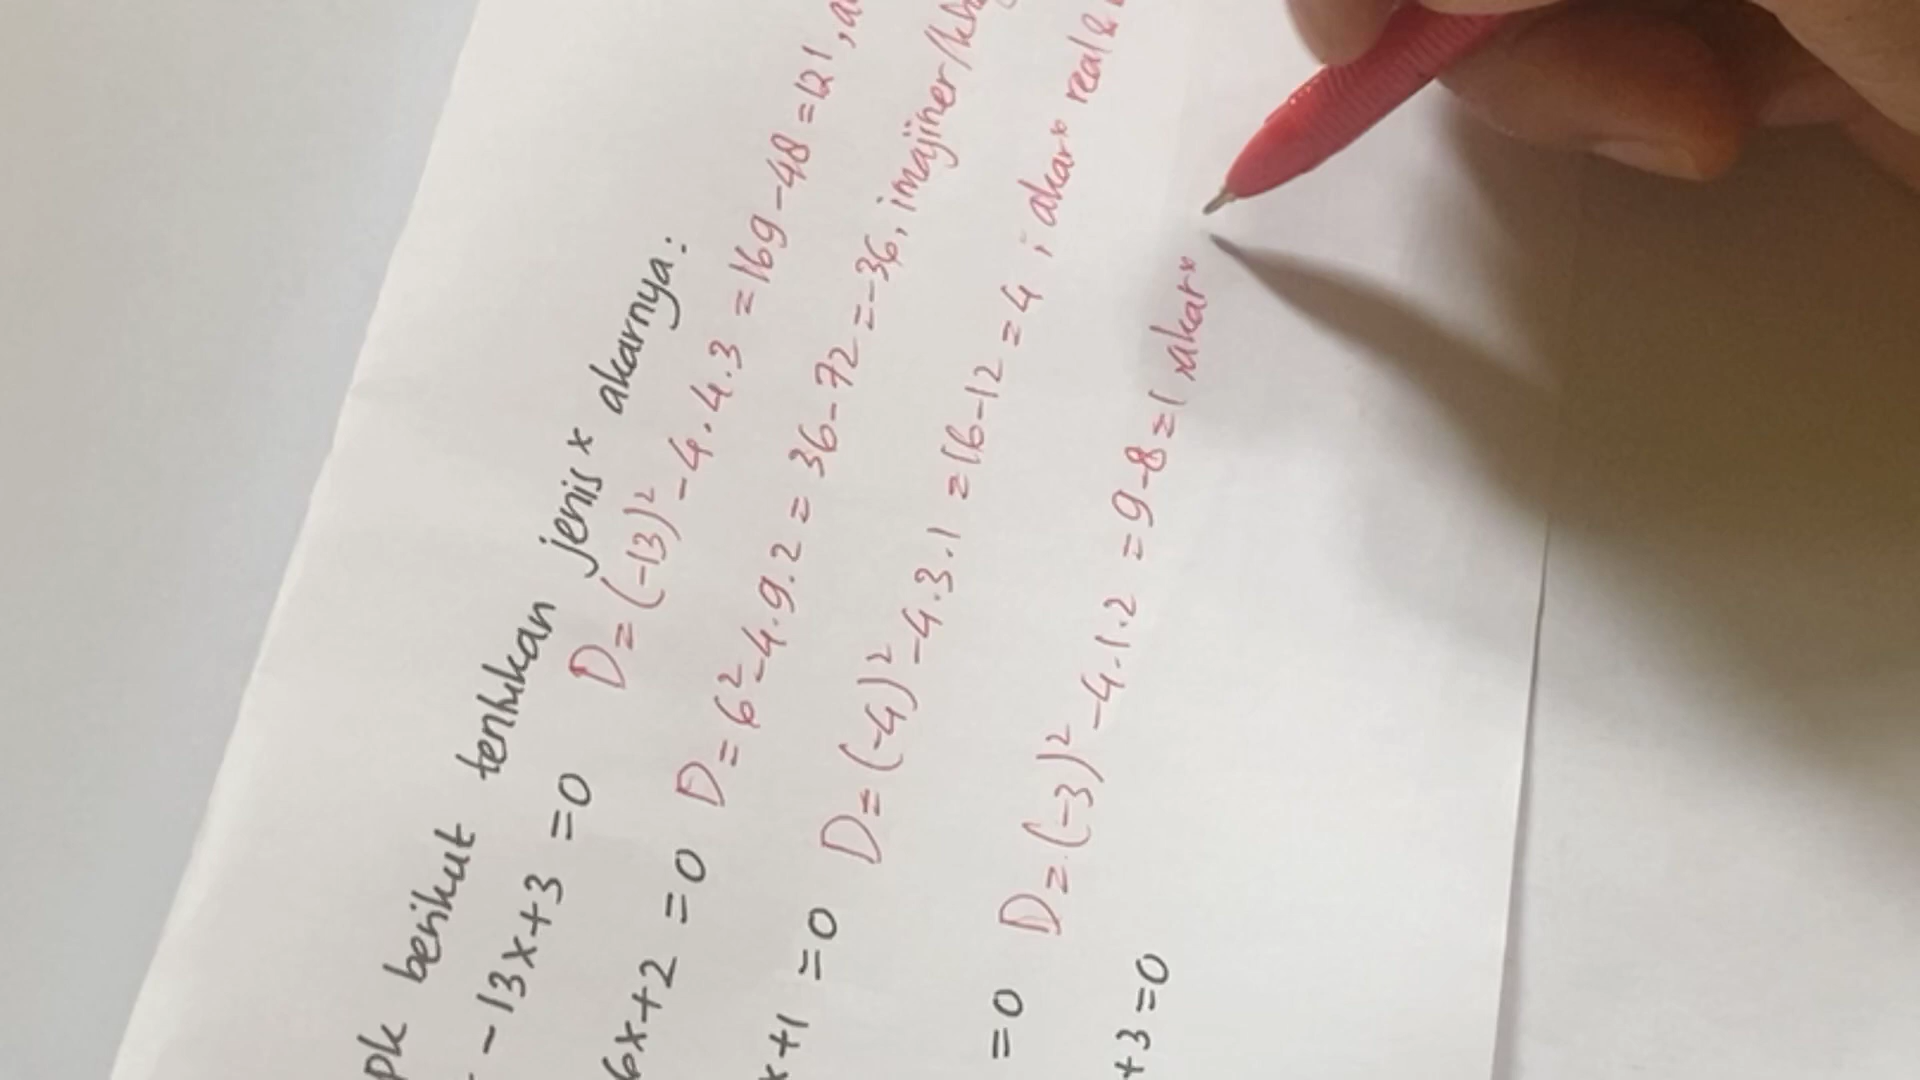 pk berikut tentukan jenis× akarnya:
-13x+3=0 D=(-13)²-4.4.3=169-48=121,
6x+2=0 D=6²-4.9.2=36-72=-36, imajiner/
x+1=0 D=(-4)²-4.3.1=16-12=4; akar× real &
=0 D=(-3)²-4.1.2=9-8=1, akar×
+3=0